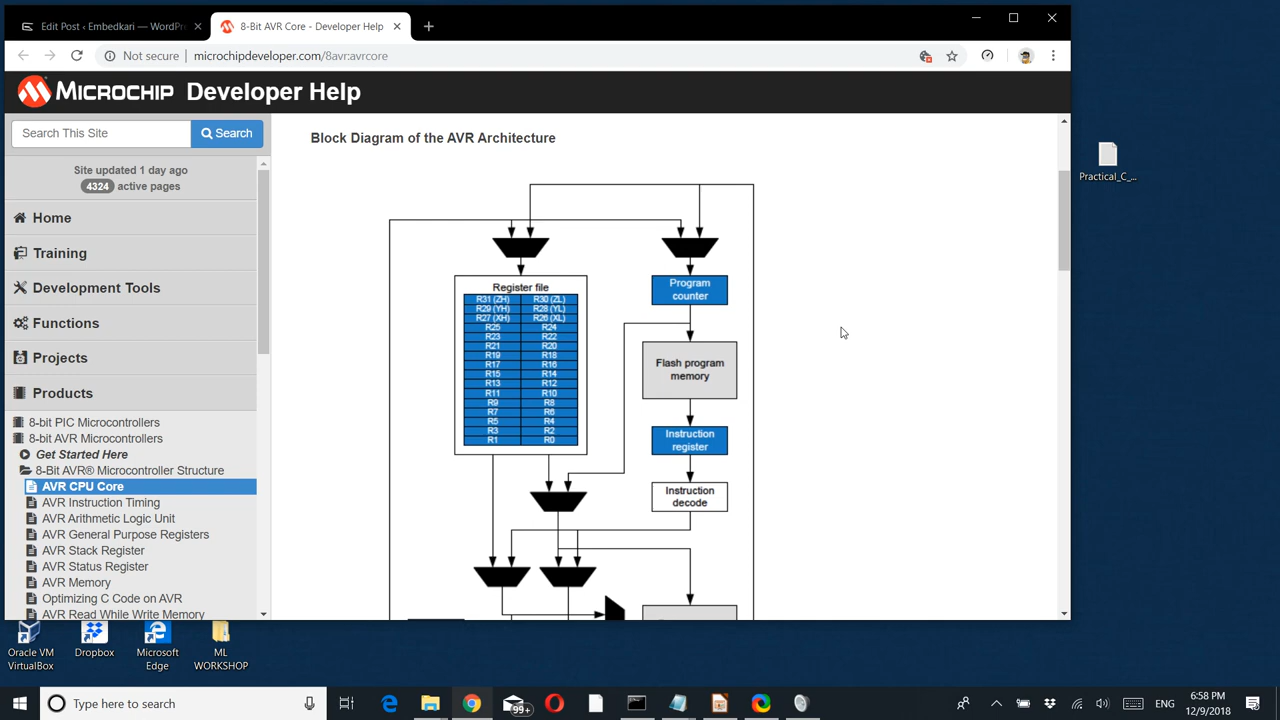 Edit Post ‹ Embedkari — WordPr
8-Bit AVR Core - Developer Help
Not secure
microchipdeveloper.com/8avr:avrcore
MICROCHIP Developer Help
Search This Site
Search
Site updated 1 day ago
4324 active pages
Home
Training
Development Tools
Functions
Projects
Products
8-bit PIC Microcontrollers
8-bit AVR Microcontrollers
Get Started Here
8-Bit AVR® Microcontroller Structure
AVR CPU Core
AVR Instruction Timing
AVR Arithmetic Logic Unit
AVR General Purpose Registers
AVR Stack Register
AVR Status Register
AVR Memory
Optimizing C Code on AVR
AVR Read While Write Memory
Block Diagram of the AVR Architecture
Register file
R31 (ZH) R30 (ZL)
R29 (YH) R28 (YL)
R27 (XH) R26 (XL)
R25 R24
R23 R22
R21 R20
R19 R18
R17 R16
R15 R14
R13 R12
R11 R10
R9 R8
R7 R6
R5 R4
R3 R2
R1 R0
Program
counter
Flash program
memory
Instruction
register
Instruction
decode
Practical_C_...
Oracle VM
VirtualBox
Dropbox
Microsoft
Edge
ML
WORKSHOP
Type here to search
99+
ENG
6:58 PM
12/9/2018